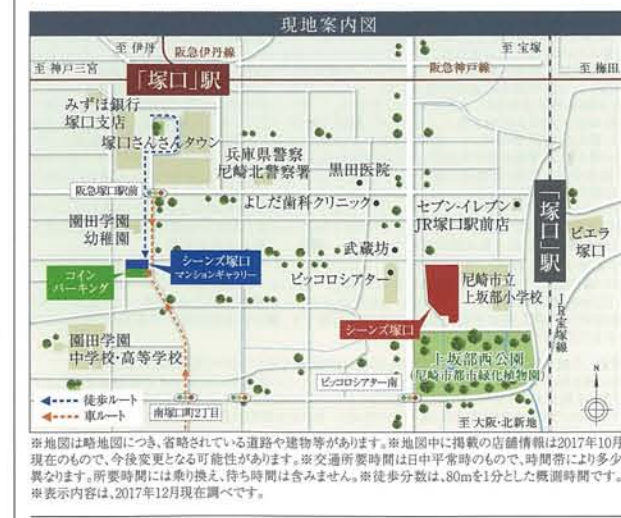 現地案内図
至 伊丹
阪急伊丹線
至 宝塚
至 神戸三宮
「塚口」駅
阪急神戸線
至 梅田
みずほ銀行
塚口支店
塚口さんさんタウン
兵庫県警察
尼崎北警察署
黒田医院
阪急塚口駅前
よしだ歯科クリニック
セブン-イレブン
JR塚口駅前店
「塚口」駅
ピエラ
塚口
園田学園
幼稚園
武蔵坊
シーンズ塚口
マンションギャラリー
コイン
パーキング
ピッコロシアター
尼崎市立
上坂部小学校
シーンズ塚口
JR宝塚線
園田学園
中学校・高等学校
上坂部西公園
(尼崎市都市緑化植物園)
ピッコロシアター南
徒歩ルート
車ルート
南塚口町2丁目
至 大阪・北新地
N
※地図は略地図につき、省略されている道路や建物等があります。※地図中に掲載の店舗情報は2017年10月
現在のもので、今後変更となる可能性があります。※交通所要時間は日中平常時のもので、時間帯により多少
異なります。所要時間には乗り換え、待ち時間は含みません。※徒歩分数は、80mを1分とした概測時間です。
※表示内容は、2017年12月現在調べです。